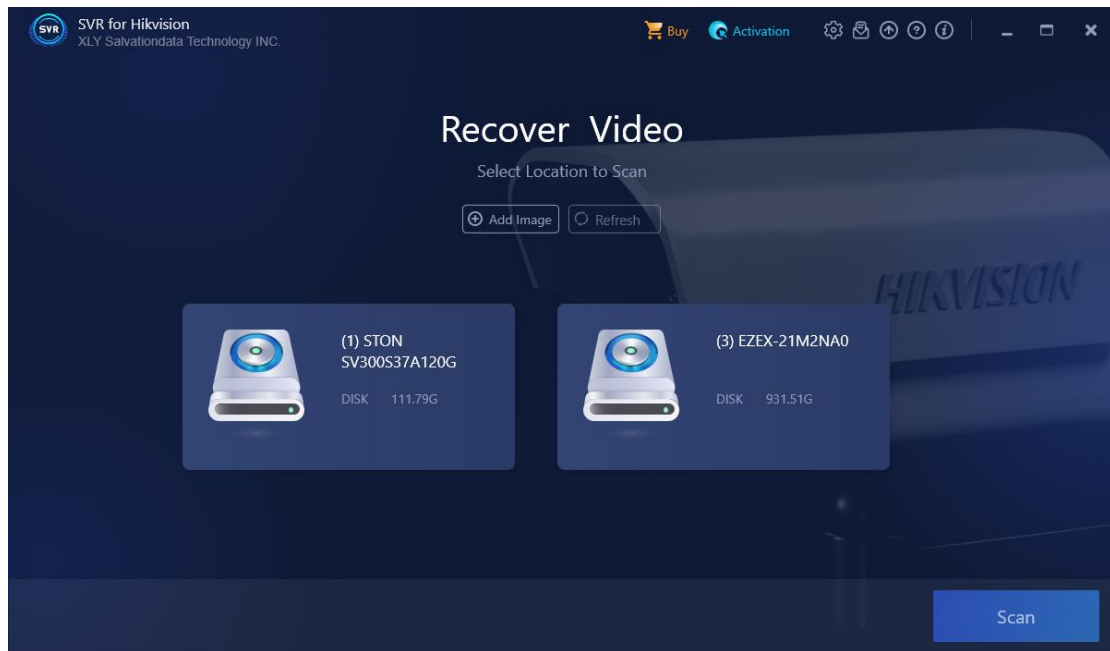 SVR
SVR for Hikvision
XLY Salvationdata Technology INC.
Buy
Activation
Recover Video
Select Location to Scan
Add Image
Refresh
HIKVISION
(1) STON
SV300S37A120G
DISK 111.79G
(3) EZEX-21M2NA0
DISK 931.51G
Scan